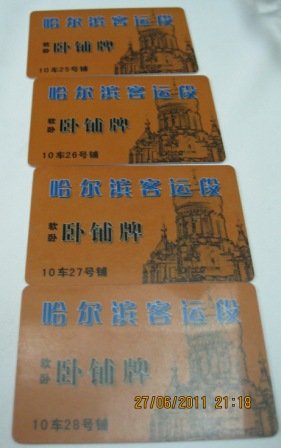 哈尔滨客运段
软卧 卧铺牌
10车25号铺
哈尔滨客运段
软卧 卧铺牌
10车26号铺
哈尔滨客运段
软卧 卧铺牌
10车27号铺
哈尔滨客运段
软卧 卧铺牌
10车28号铺
27/06/2011 21:19